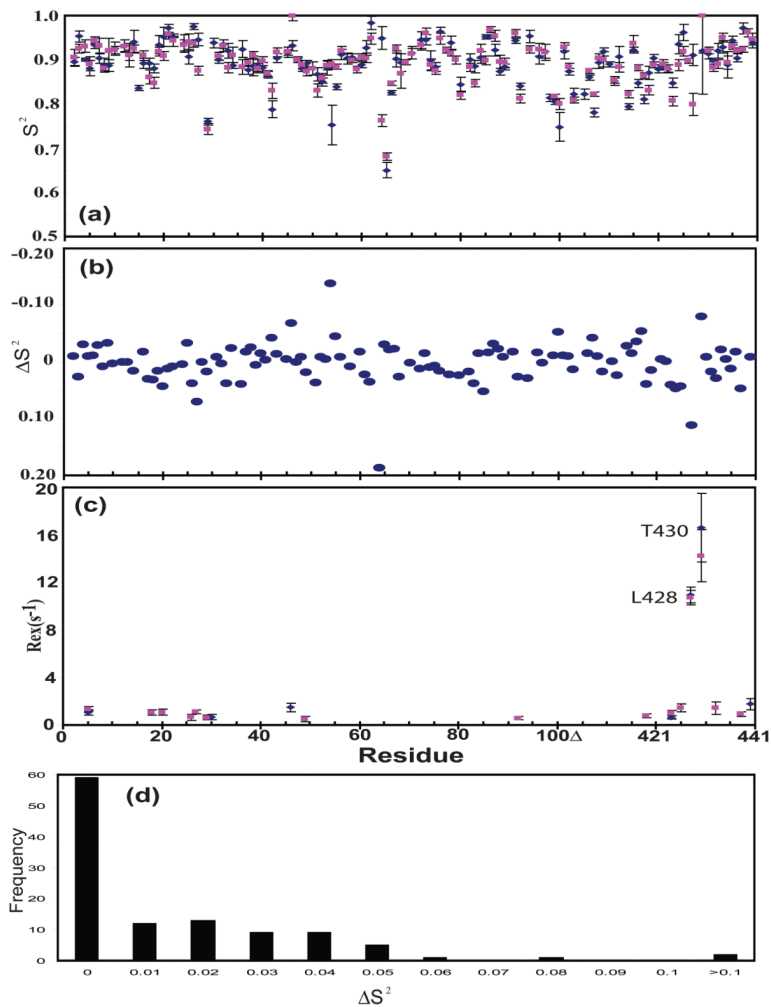 1.0
0.9
0.8
0.7
0.6
0.5
S²
(a)
-0.20
-0.10
0
0.10
0.20
ΔS²
(b)
20
16
12
8
4
0
Rex(s⁻¹)
(c)
T430
L428
0 20 40 60 80 100Δ 421 441
Residue
60
50
40
30
20
10
0
Frequency
(d)
0 0.01 0.02 0.03 0.04 0.05 0.06 0.07 0.08 0.09 0.1 >0.1
ΔS²